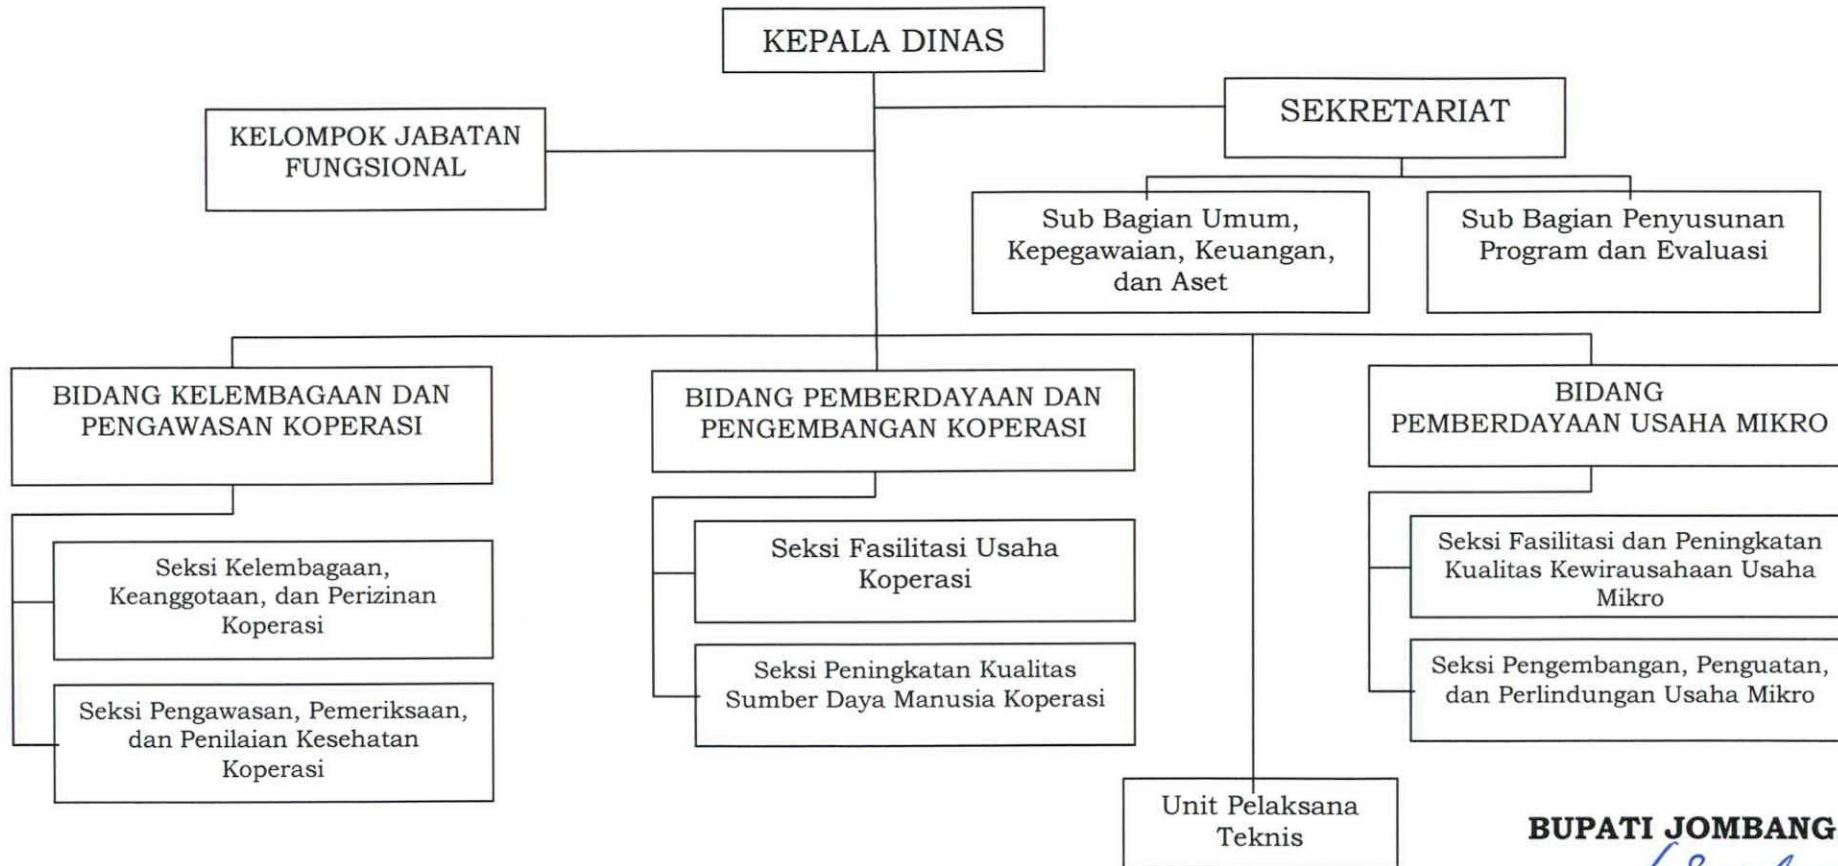 KEPALA DINAS
SEKRETARIAT
KELOMPOK JABATAN
FUNGSIONAL
Sub Bagian Umum,
Kepegawaian, Keuangan,
dan Aset
Sub Bagian Penyusunan
Program dan Evaluasi
BIDANG KELEMBAGAAN DAN
PENGAWASAN KOPERASI
Seksi Kelembagaan,
Keanggotaan, dan Perizinan
Koperasi
Seksi Pengawasan, Pemeriksaan,
dan Penilaian Kesehatan
Koperasi
BIDANG PEMBERDAYAAN DAN
PENGEMBANGAN KOPERASI
Seksi Fasilitasi Usaha
Koperasi
Seksi Peningkatan Kualitas
Sumber Daya Manusia Koperasi
BIDANG
PEMBERDAYAAN USAHA MIKRO
Seksi Fasilitasi dan Peningkatan
Kualitas Kewirausahaan Usaha
Mikro
Seksi Pengembangan, Penguatan,
dan Perlindungan Usaha Mikro
Unit Pelaksana
Teknis
BUPATI JOMBANG